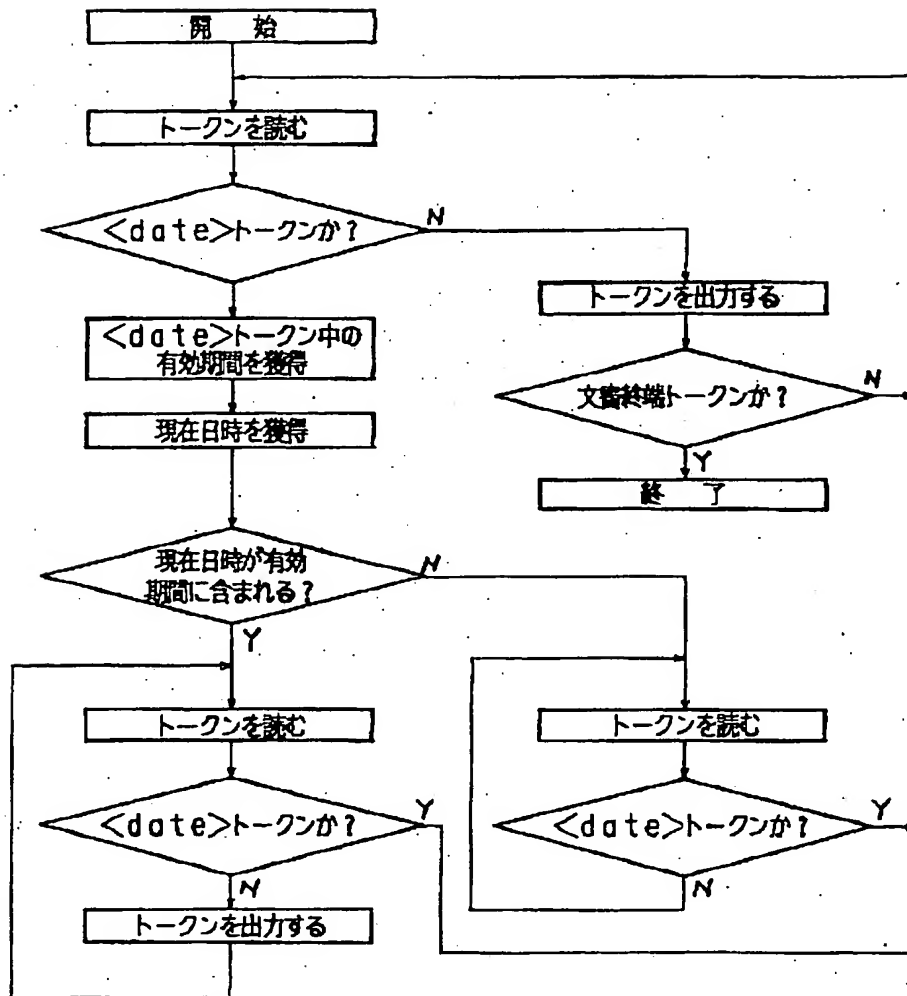 開 始
トークンを読む
<date>トークンか？
N
トークンを出力する
<date>トークン中の
有効期間を獲得
文書終端トークンか？
N
現在日時を獲得
Y
終 了
現在日時が有効
期間に含まれる？
N
Y
トークンを読む
トークンを読む
<date>トークンか？
Y
<date>トークンか？
Y
N
N
トークンを出力する